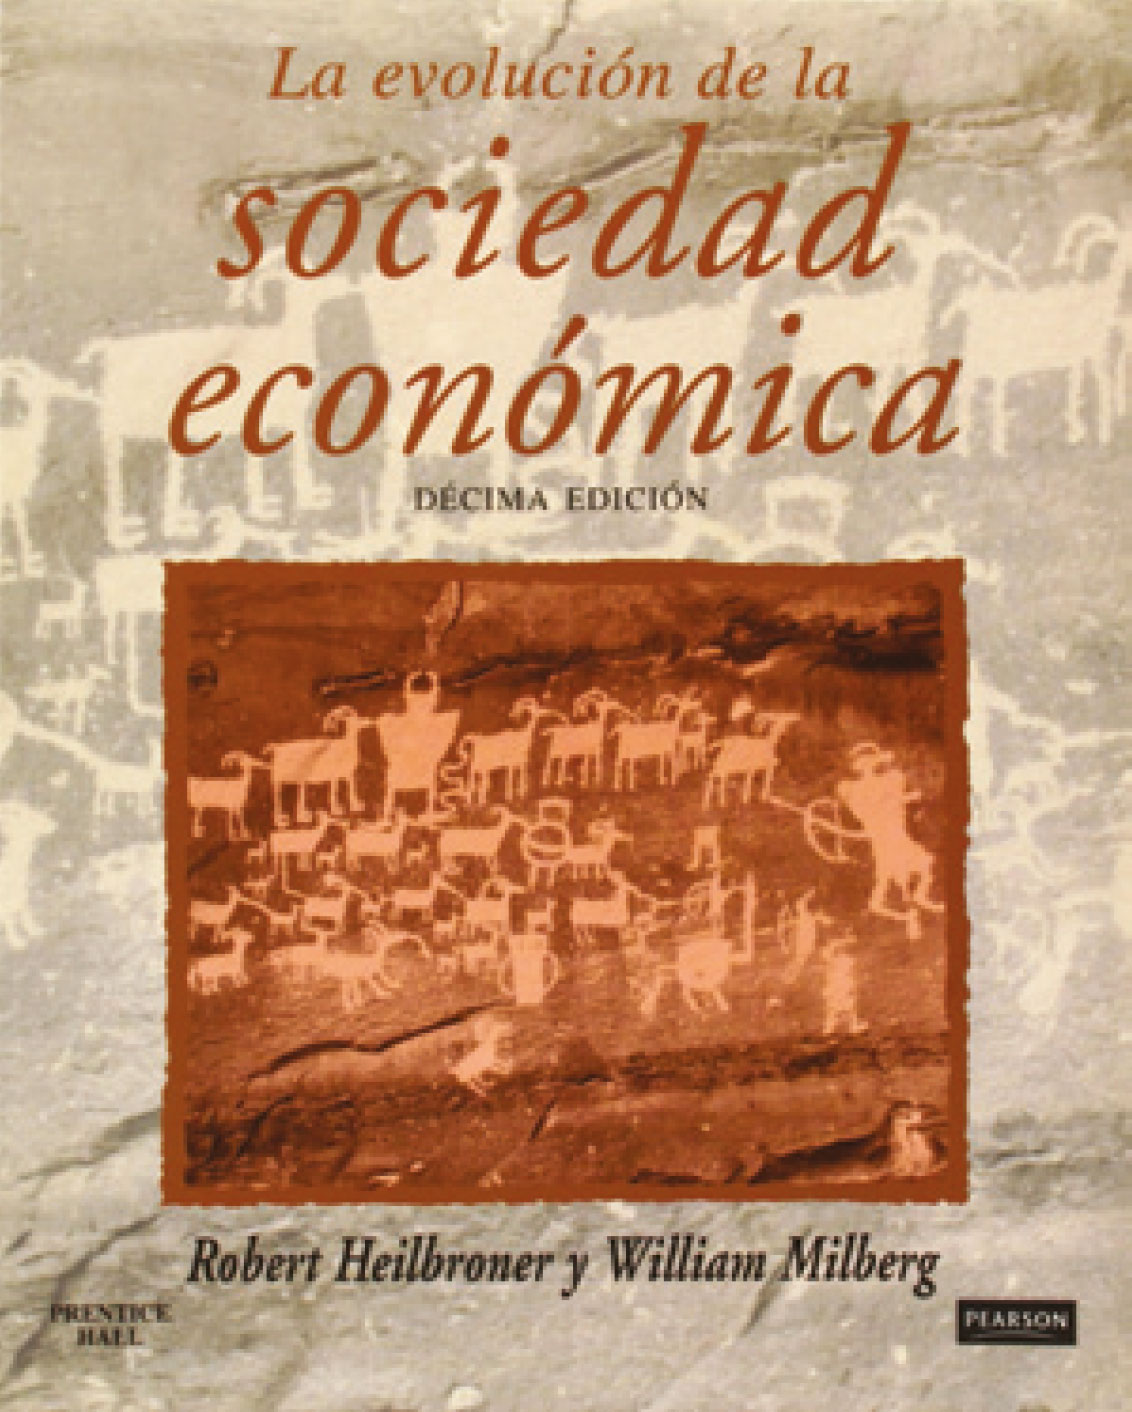 La evolución de la
sociedad
económica
DÉCIMA EDICIÓN
Robert Heilbroner y William Milberg
PRENTICE
HALL
PEARSON